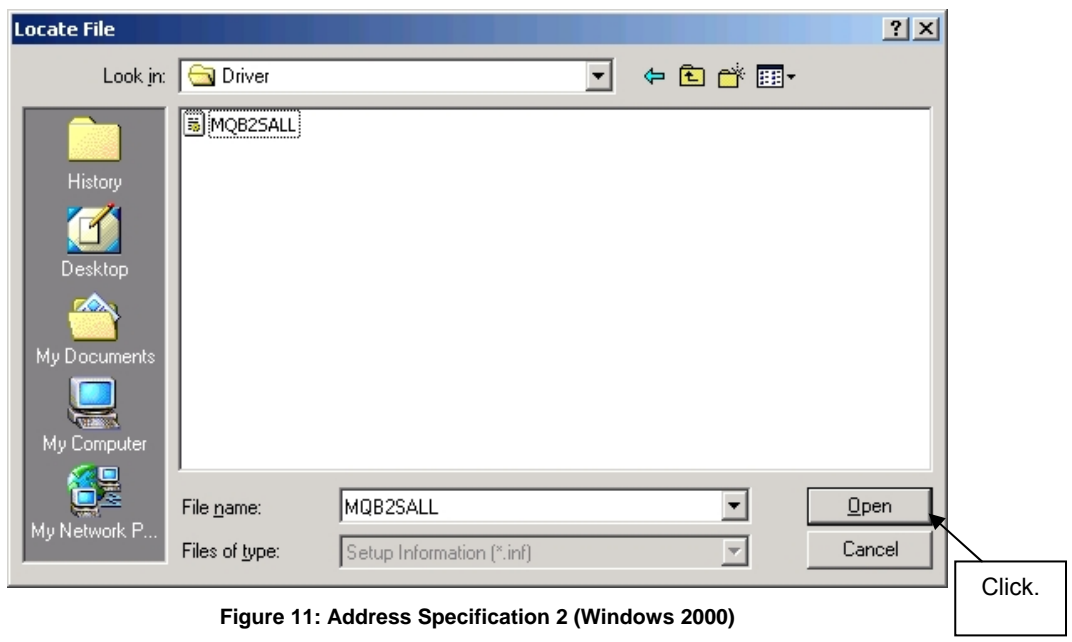 Locate File
Look in:
Driver
MQB2SALL
History
Desktop
My Documents
My Computer
My Network P...
File name:
MQB2SALL
Open
Files of type:
Setup Information (*.inf)
Cancel
Click.
Figure 11: Address Specification 2 (Windows 2000)